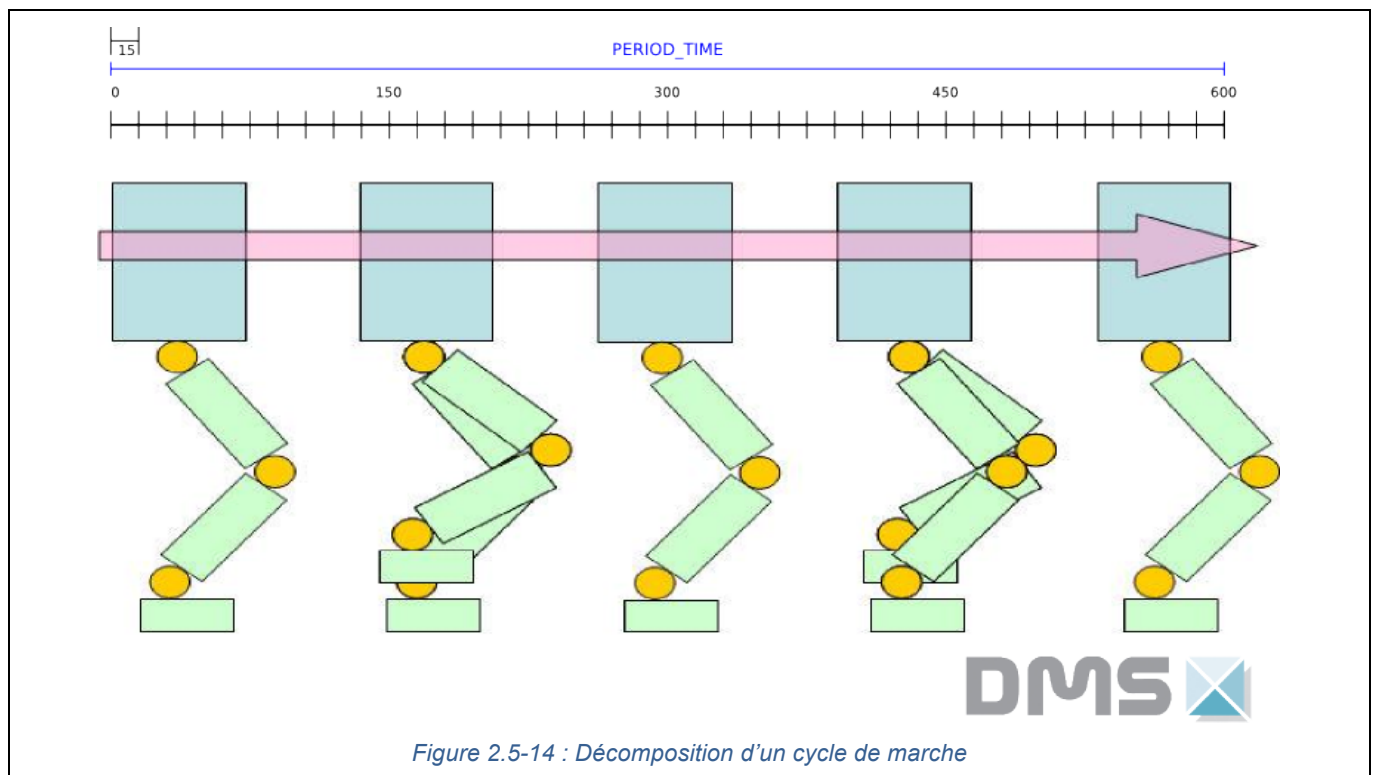 15
PERIOD_TIME
0 150 300 450 600
DMS
Figure 2.5-14 : Décomposition d'un cycle de marche